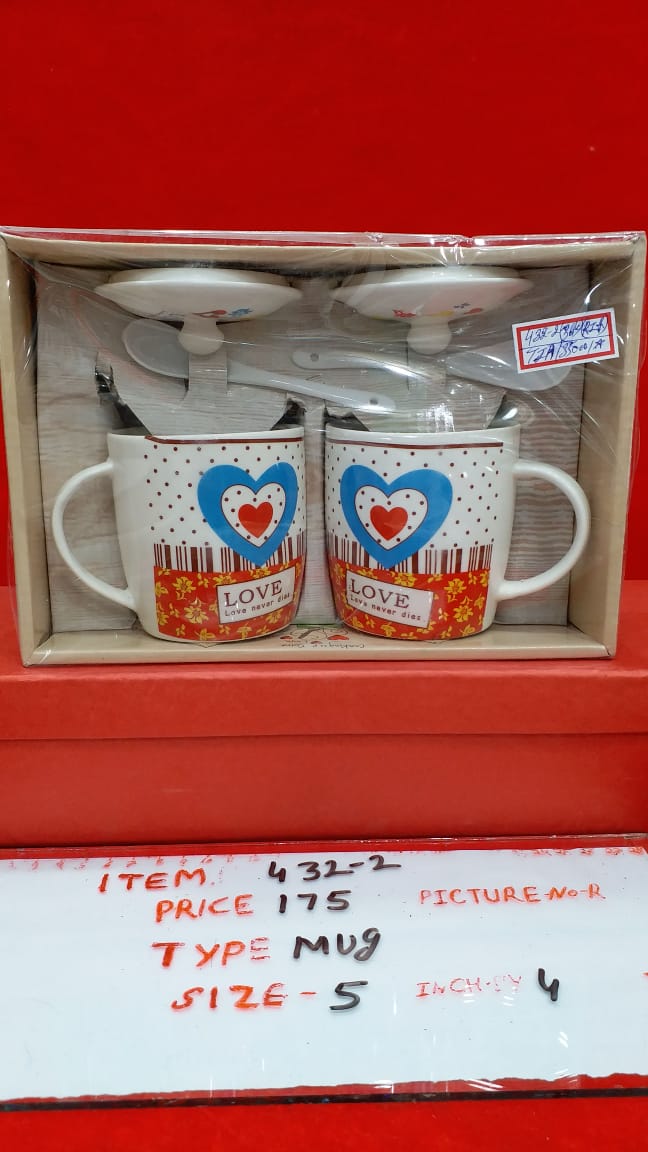 LOVE
Love never dies
LOVE
Love never dies
ITEM. 432-2
PRICE 175 PICTURE-No-R
TYPE MUg
SIZE - 5 INCH-BY 4